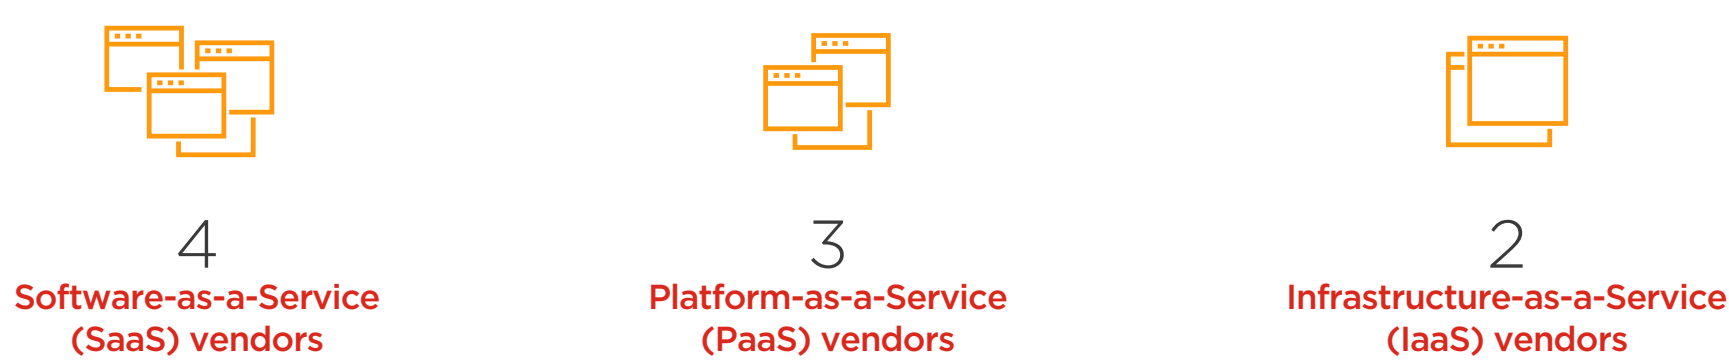 4
Software-as-a-Service
(SaaS) vendors
3
Platform-as-a-Service
(PaaS) vendors
2
Infrastructure-as-a-Service
(IaaS) vendors